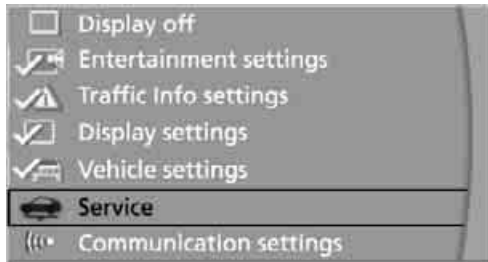 Display off
Entertainment settings
Traffic Info settings
Display settings
Vehicle settings
Service
Communication settings